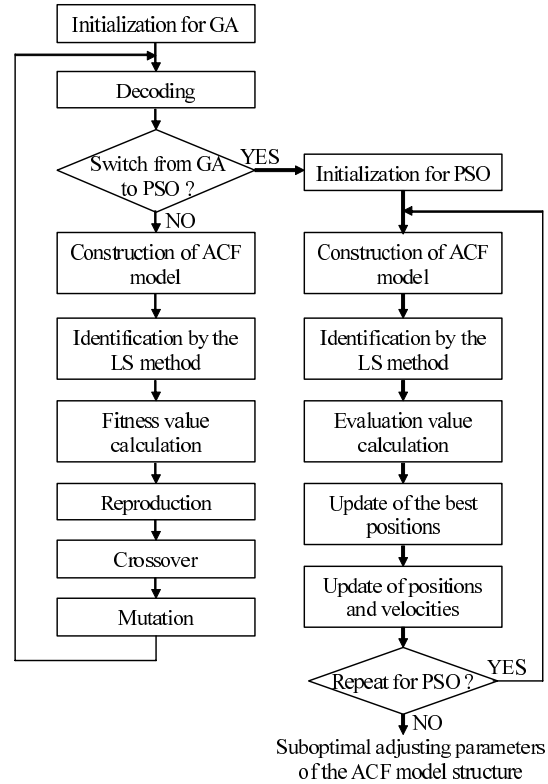 Initialization for GA
Decoding
Switch from GA
to PSO ?
YES
NO
Construction of ACF
model
Identification by the
LS method
Fitness value
calculation
Reproduction
Crossover
Mutation
Initialization for PSO
Construction of ACF
model
Identification by the
LS method
Evaluation value
calculation
Update of the best
positions
Update of positions
and velocities
Repeat for PSO ?
YES
NO
Suboptimal adjusting parameters
of the ACF model structure